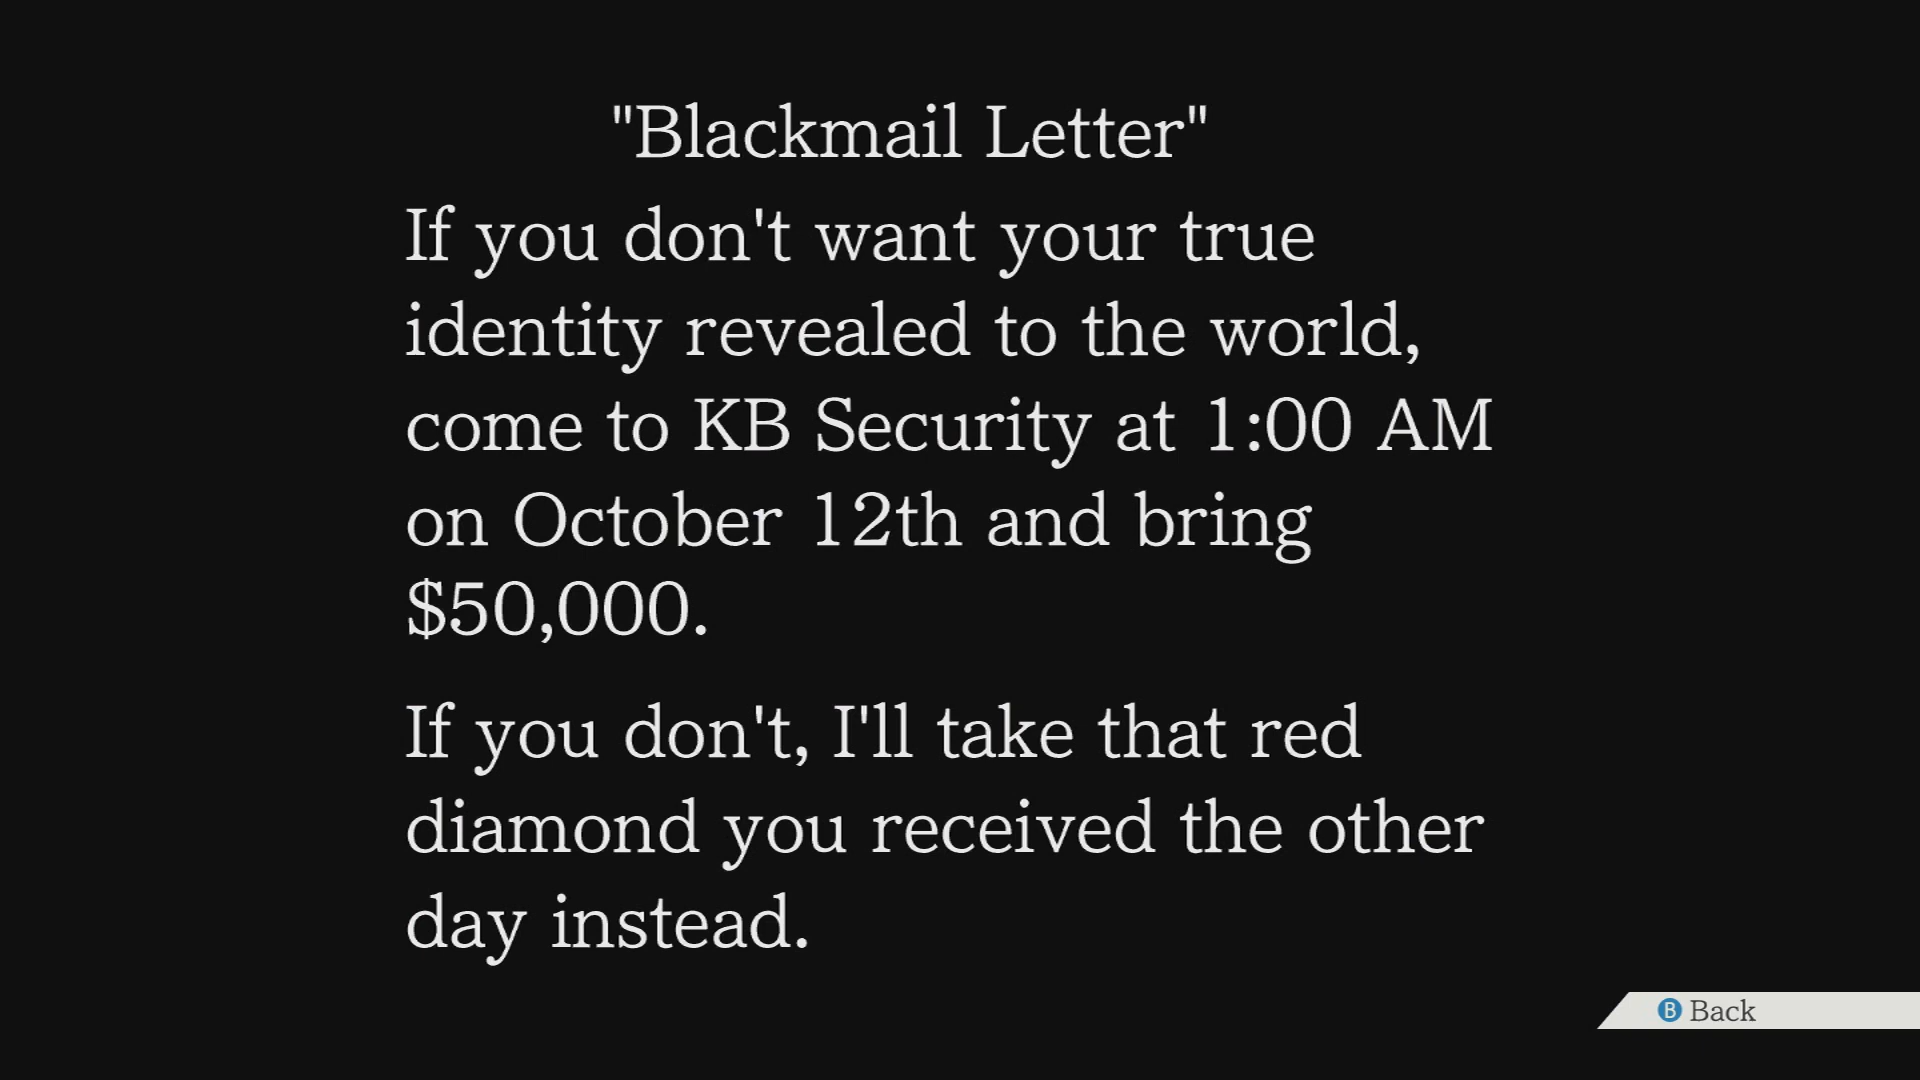 "Blackmail Letter"
If you don't want your true
identity revealed to the world,
come to KB Security at 1:00 AM
on October 12th and bring
$50,000.
If you don't, I'll take that red
diamond you received the other
day instead.
B Back